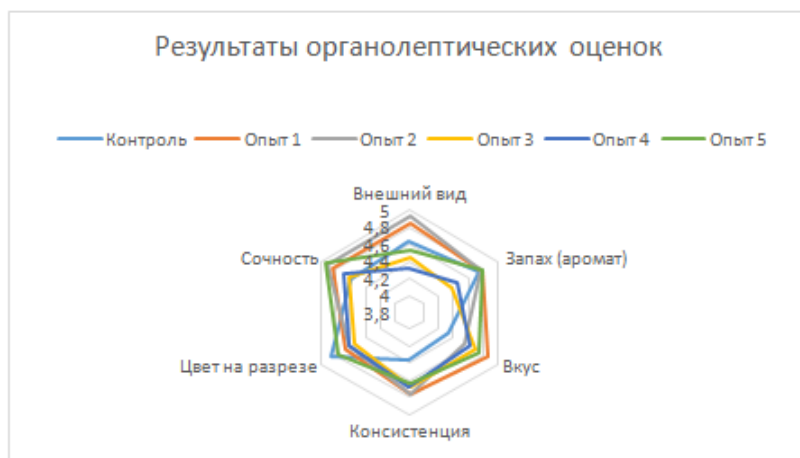 Результаты органолептических оценок
Контроль Опыт 1 Опыт 2 Опыт 3 Опыт 4 Опыт 5
Внешний вид
5
4,8
4,6
4,4
4,2
4
3,8
Сочность
Запах (аромат)
Цвет на разрезе
Вкус
Консистенция